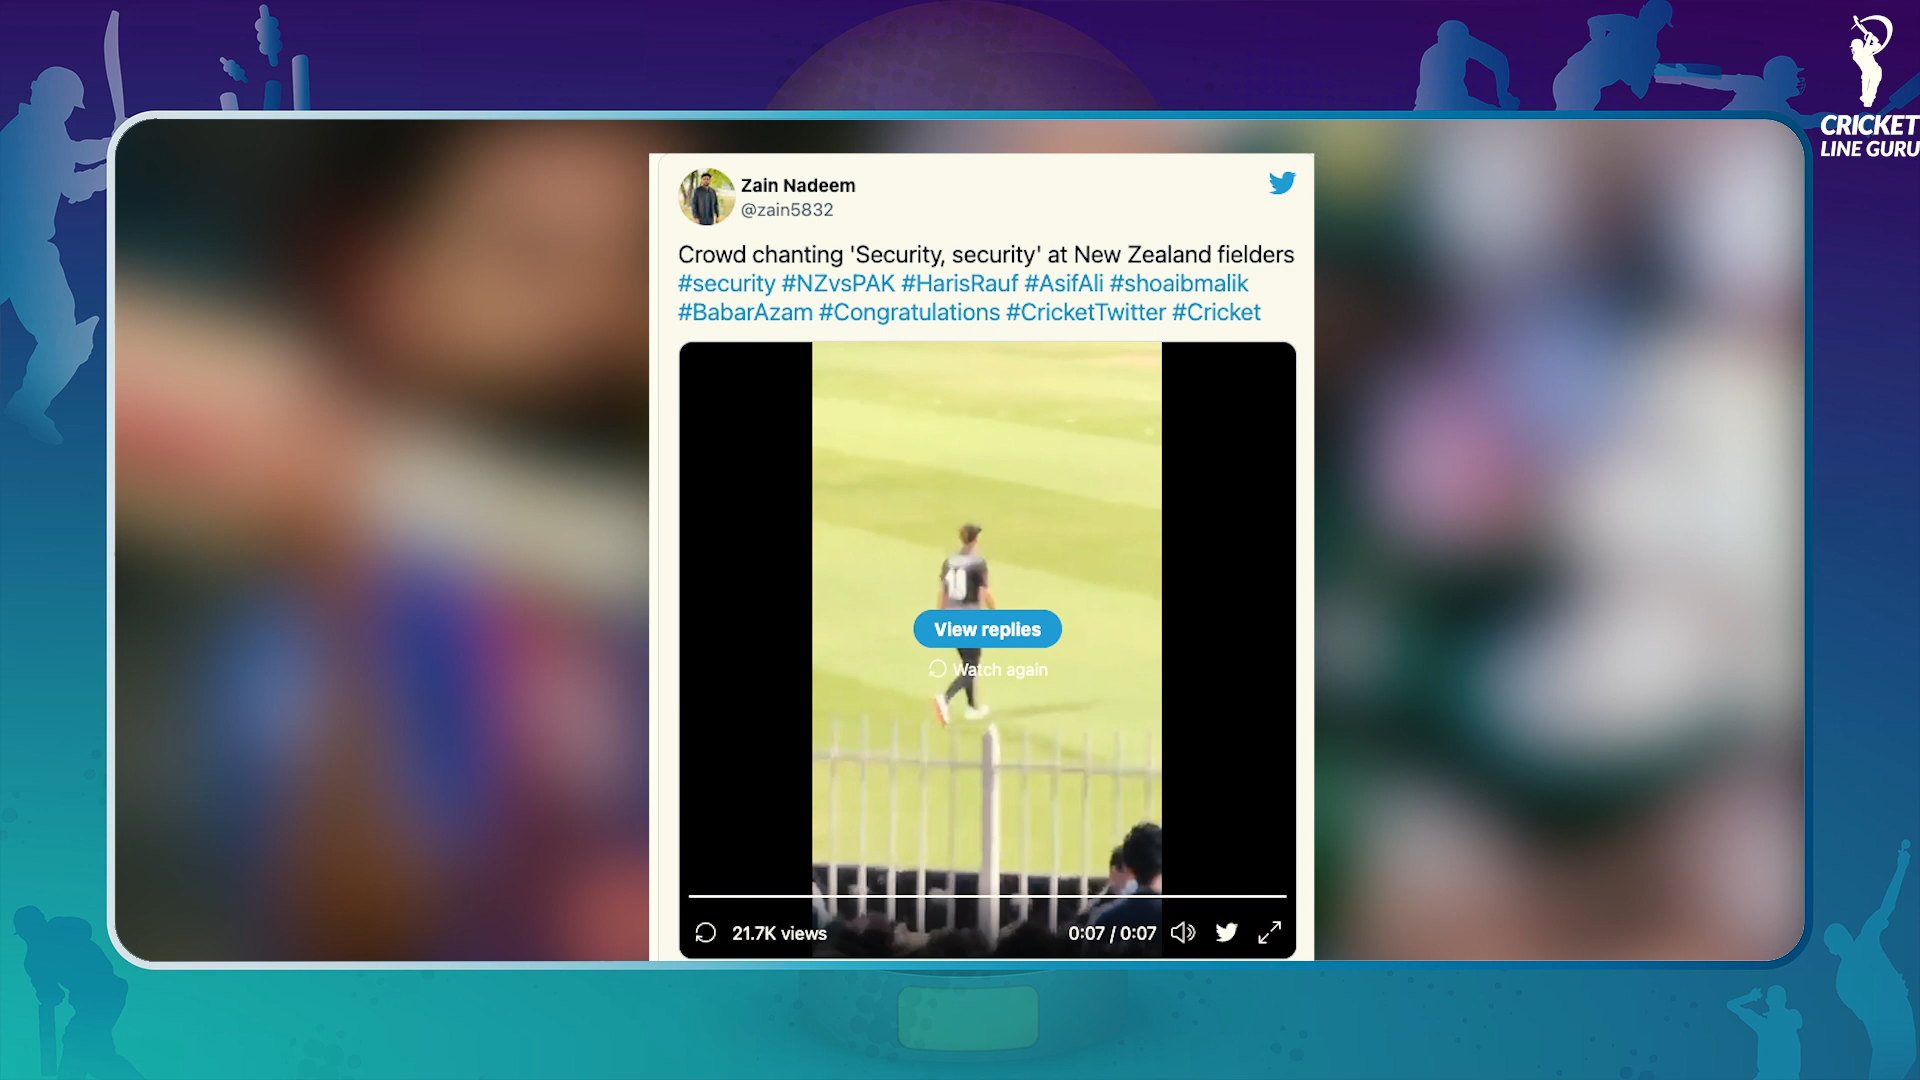 CRICKET
LINE GURU
Zain Nadeem
@zain5832
Crowd chanting 'Security, security' at New Zealand fielders
#security #NZvsPAK #HarisRauf #AsifAli #shoaibmalik
#BabarAzam #Congratulations #CricketTwitter #Cricket
10
View replies
Watch again
21.7K views
0:07 / 0:07